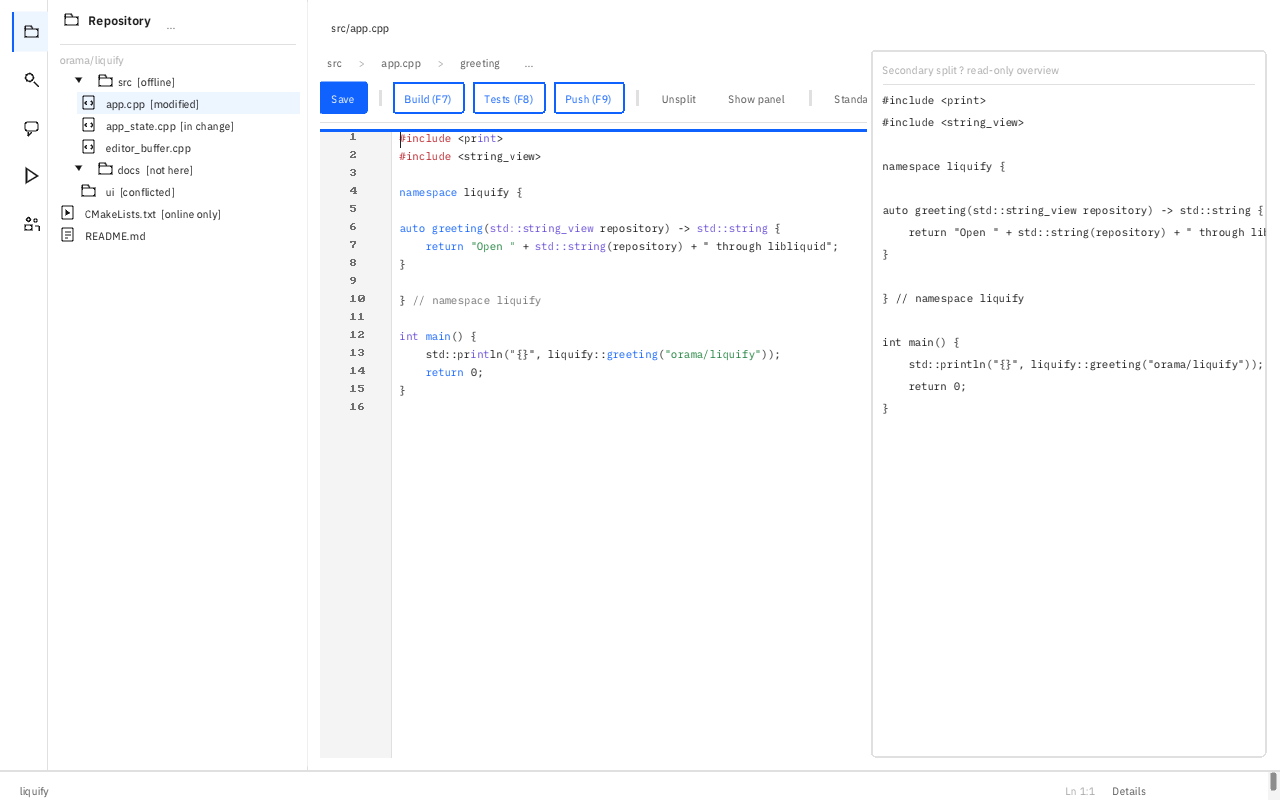 Repository ...
orama/liquify
src [offline]
app.cpp [modified]
app_state.cpp [in change]
editor_buffer.cpp
docs [not here]
ui [conflicted]
CMakeLists.txt [online only]
README.md
src/app.cpp
src > app.cpp > greeting ...
Save Build (F7) Tests (F8) Push (F9) Unsplit Show panel Standa
1 #include <print>
2 #include <string_view>
3
4 namespace liquify {
5
6 auto greeting(std::string_view repository) -> std::string {
7     return "Open " + std::string(repository) + " through libliquid";
8 }
9
10 } // namespace liquify
11
12 int main() {
13     std::println("{}", liquify::greeting("orama/liquify"));
14     return 0;
15 }
16
Secondary split ? read-only overview
#include <print>
#include <string_view>
namespace liquify {
auto greeting(std::string_view repository) -> std::string {
    return "Open " + std::string(repository) + " through lib
}
} // namespace liquify
int main() {
    std::println("{}", liquify::greeting("orama/liquify"));
    return 0;
}
liquify Ln 1:1 Details